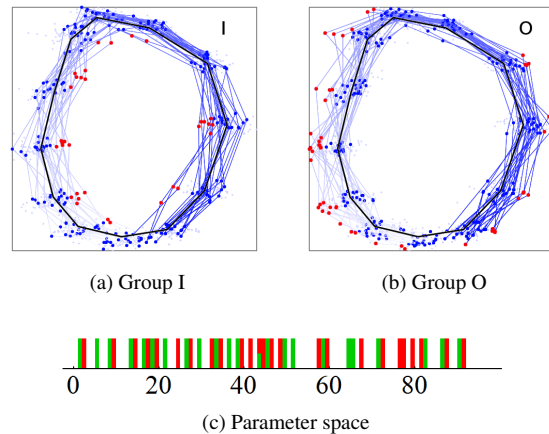 I
O
(a) Group I
(b) Group O
0 20 40 60 80
(c) Parameter space